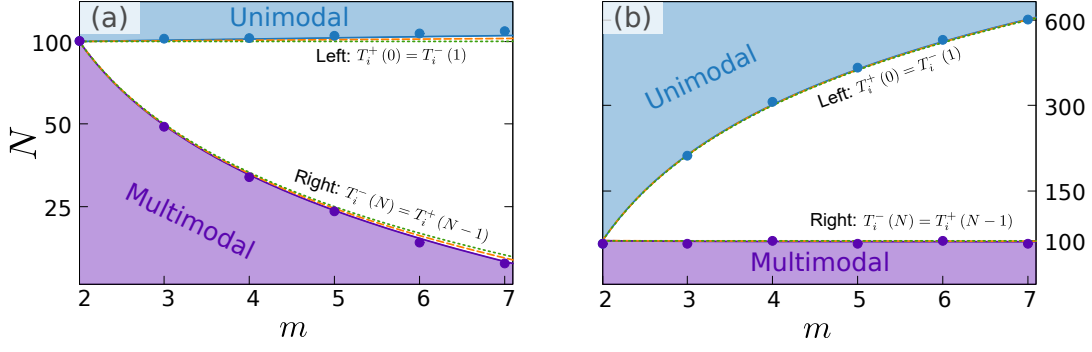 (a)
Unimodal
100
Left: $T_i^+(0) = T_i^-(1)$
50
N
Right: $T_i^-(N) = T_i^+(N-1)$
25
Multimodal
2 3 4 5 6 7
m
(b)
600
Unimodal
Left: $T_i^+(0) = T_i^-(1)$
300
150
Right: $T_i^-(N) = T_i^+(N-1)$
100
Multimodal
2 3 4 5 6 7
m